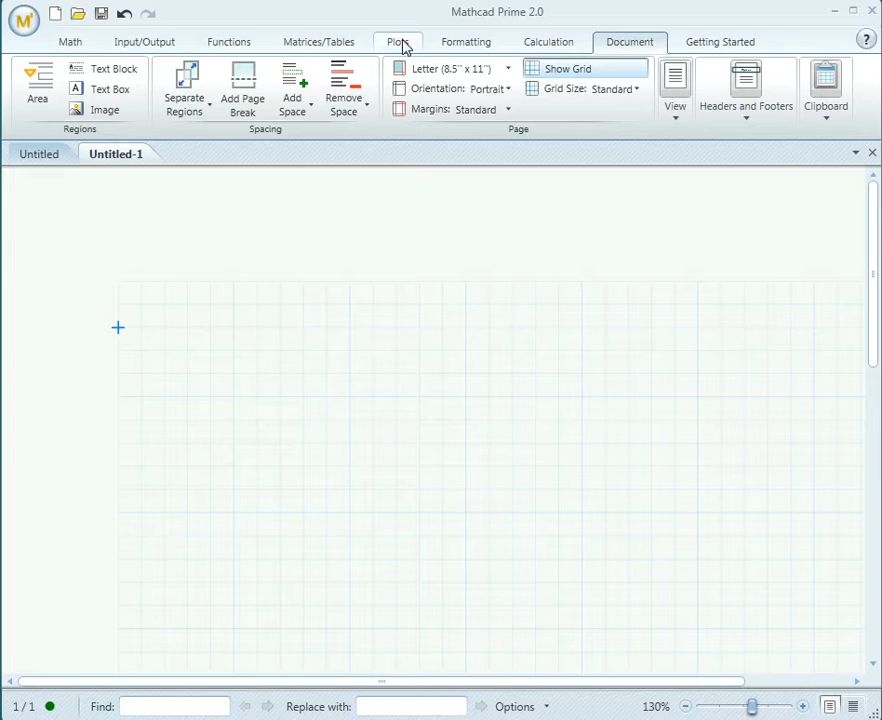 Mathcad Prime 2.0
Math Input/Output Functions Matrices/Tables Plots Formatting Calculation Document Getting Started
Area
Text Block
Text Box
Image
Regions
Separate Regions
Add Page Break
Add Space
Remove Space
Spacing
Letter (8.5" x 11")
Orientation: Portrait
Margins: Standard
Show Grid
Grid Size: Standard
Page
View
Headers and Footers
Clipboard
Untitled Untitled-1
1 / 1 Find: Replace with: Options 130%